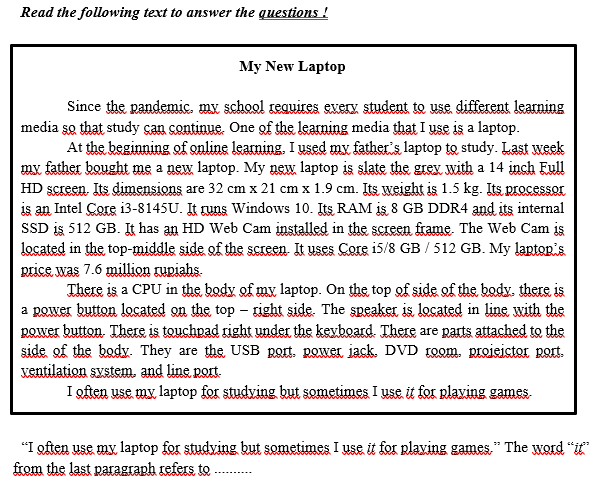 Read the following text to answer the questions !
My New Laptop
Since the pandemic, my school requires every student to use different learning
media so that study can continue. One of the learning media that I use is a laptop.
At the beginning of online learning, I used my father's laptop to study. Last week
my father bought me a new laptop. My new laptop is slate the grey with a 14 inch Full
HD screen. Its dimensions are 32 cm x 21 cm x 1.9 cm. Its weight is 1.5 kg. Its processor
is an Intel Core i3-8145U. It runs Windows 10. Its RAM is 8 GB DDR4 and its internal
SSD is 512 GB. It has an HD Web Cam installed in the screen frame. The Web Cam is
located in the top-middle side of the screen. It uses Core i5/8 GB / 512 GB. My laptop's
price was 7.6 million rupiahs.
There is a CPU in the body of my laptop. On the top of side of the body, there is
a power button located on the top – right side. The speaker is located in line with the
power button. There is touchpad right under the keyboard. There are parts attached to the
side of the body. They are the USB port, power jack, DVD room, projeictor port,
ventilation system, and line port.
I often use my laptop for studying but sometimes I use it for playing games.
“I often use my laptop for studying but sometimes I use it for playing games.” The word “it”
from the last paragraph refers to ..........